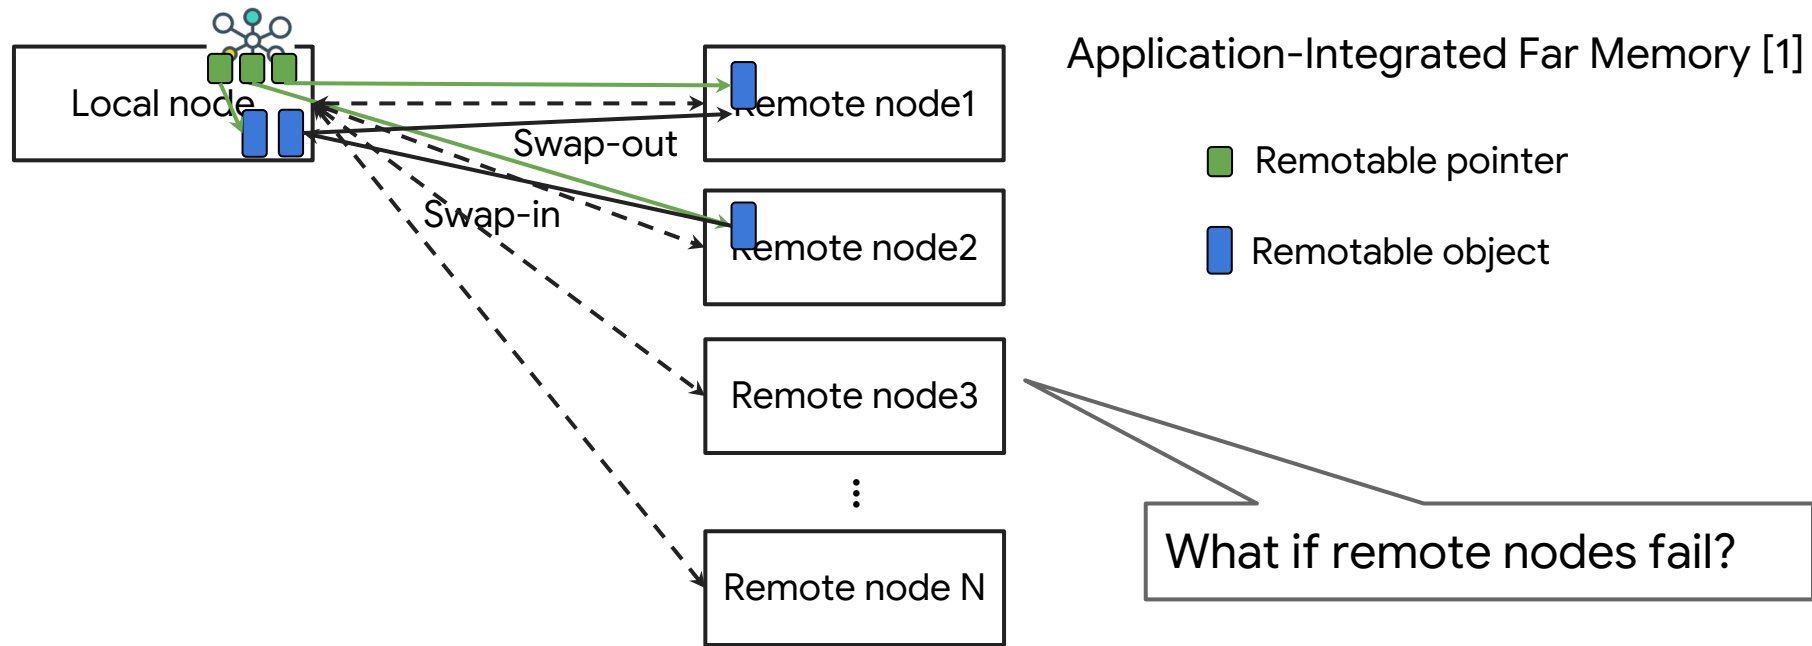 Application-Integrated Far Memory [1]
Local node
Remote node1
Swap-out
Remotable pointer
Swap-in
Remote node2
Remotable object
Remote node3
What if remote nodes fail?
Remote node N